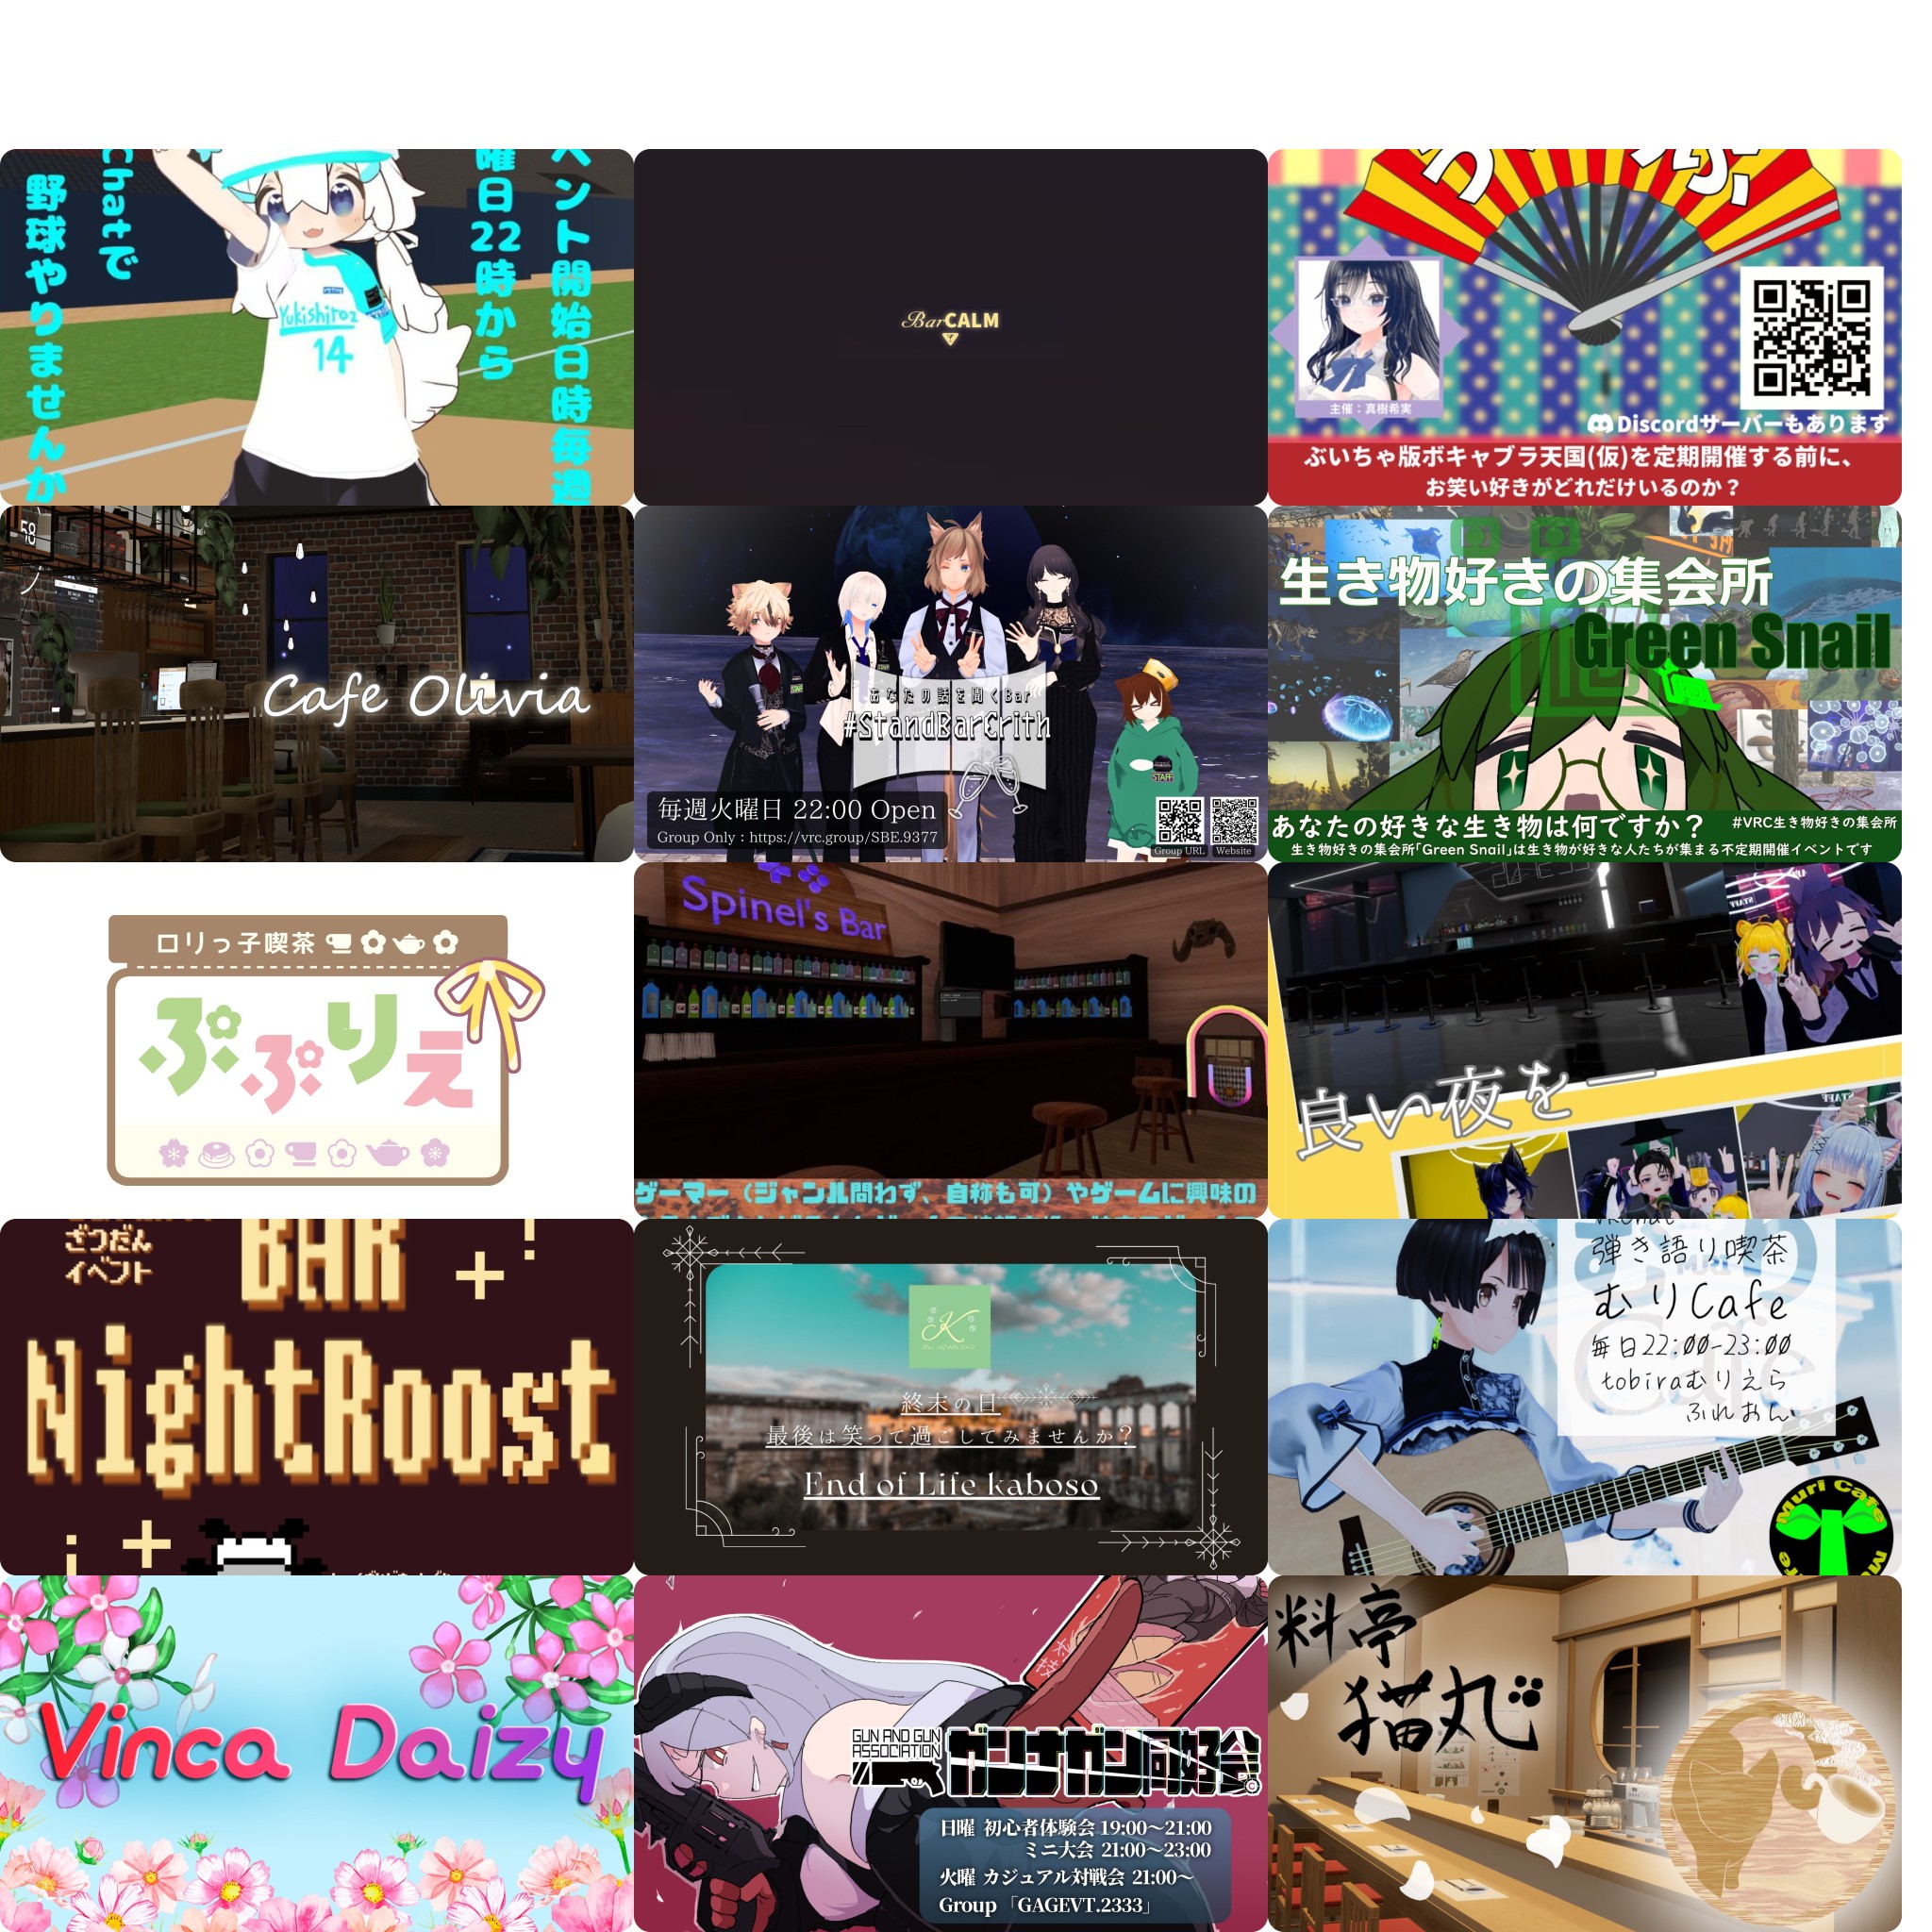 ベント開始日時毎週
曜日22時から
Chatで
野球やりませんか
Yukishiroz
14
BarCALM
主催：真樹希実
Discordサーバーもあります
ぶいちゃ版ボキャブラ天国(仮)を定期開催する前に、
お笑い好きがどれだけいるのか？
58
Cafe Olivia
あなたの話を聞くBar
#StandBarCrith
STAFF
毎週火曜日 22:00 Open
Group Only : https://vrc.group/SBE.9377
Group URL
Website
生き物好きの集会所
Green Snail
あなたの好きな生き物は何ですか？
#VRC生き物好きの集会所
生き物好きの集会所「Green Snail」は生き物が好きな人たちが集まる不定期開催イベントです
ロリっ子喫茶
ぷぷりえ
Spinel's Bar
ゲーマー（ジャンル問わず、自称も可）やゲームに興味の
良い夜を—
ざつだん
イベント
BAR
NightRoost
K
終末の日
最後は笑って過ごしてみませんか？
End of Life kaboso
VRChat
弾き語り喫茶
むりCafe
毎日22:00-23:00
tobiraむりえら
ふれおん
Muri Cafe
Vinca Daizy
GUN AND GUN
ASSOCIATION
ガンナガン同好会
日曜 初心者体験会 19:00～21:00
ミニ大会 21:00～23:00
火曜 カジュアル対戦会 21:00～
Group「GAGEVT.2333」
料亭
猫丸